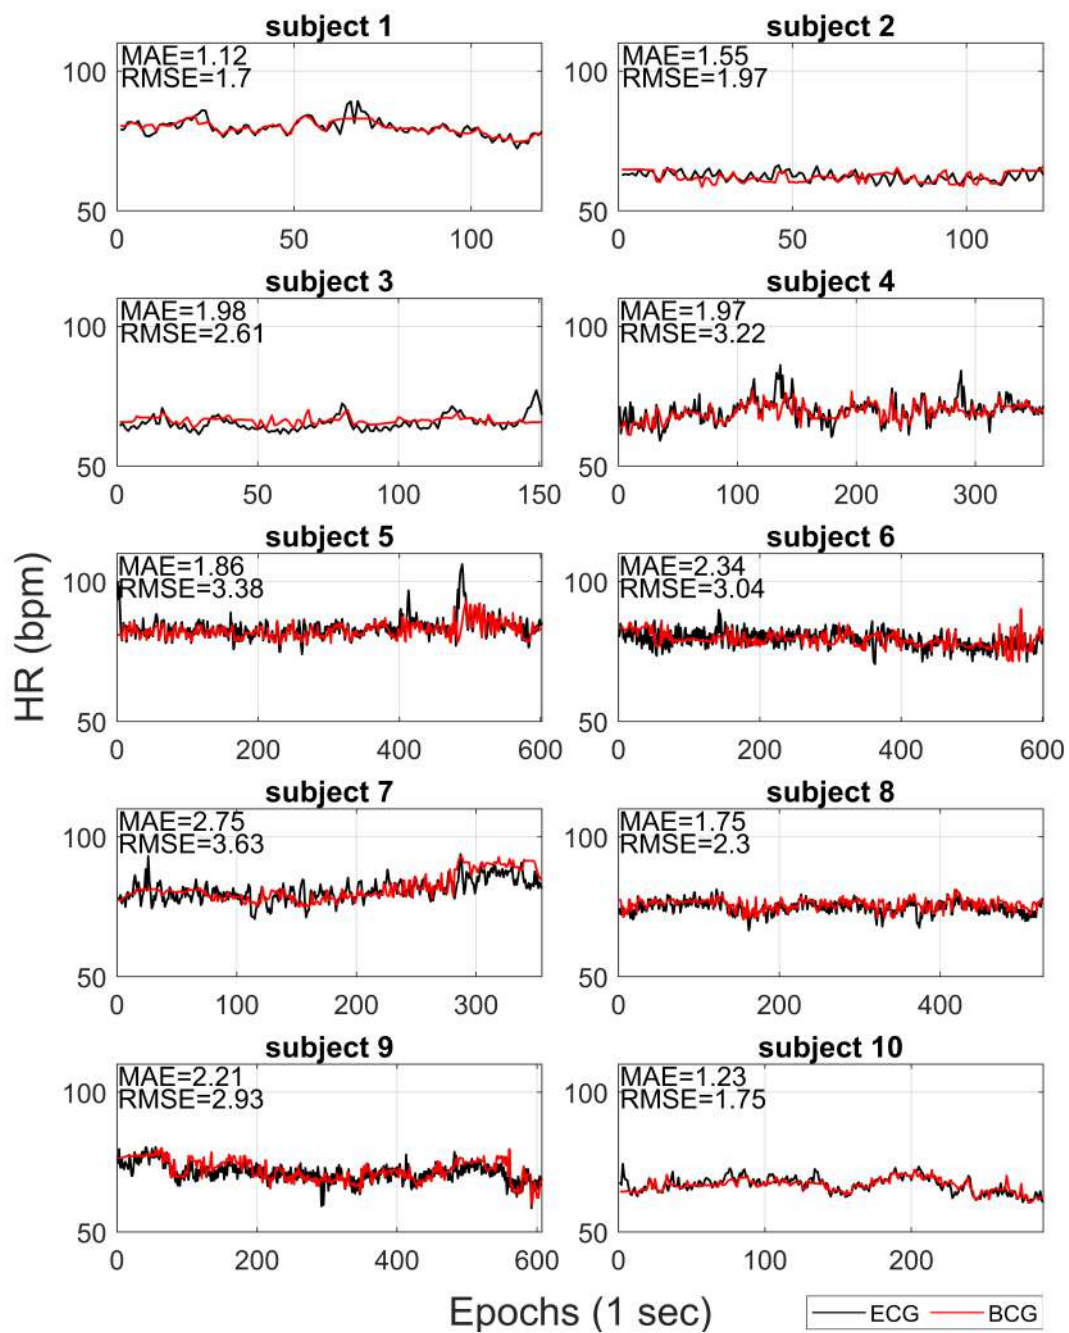 subject 1
MAE=1.12
RMSE=1.7
100
50
0 50 100
subject 2
MAE=1.55
RMSE=1.97
100
50
0 50 100
subject 3
MAE=1.98
RMSE=2.61
100
50
0 50 100 150
subject 4
MAE=1.97
RMSE=3.22
100
50
0 100 200 300
HR (bpm)
subject 5
MAE=1.86
RMSE=3.38
100
50
0 200 400 600
subject 6
MAE=2.34
RMSE=3.04
100
50
0 200 400 600
subject 7
MAE=2.75
RMSE=3.63
100
50
0 100 200 300
subject 8
MAE=1.75
RMSE=2.3
100
50
0 200 400
subject 9
MAE=2.21
RMSE=2.93
100
50
0 200 400 600
subject 10
MAE=1.23
RMSE=1.75
100
50
0 100 200
Epochs (1 sec)
ECG BCG